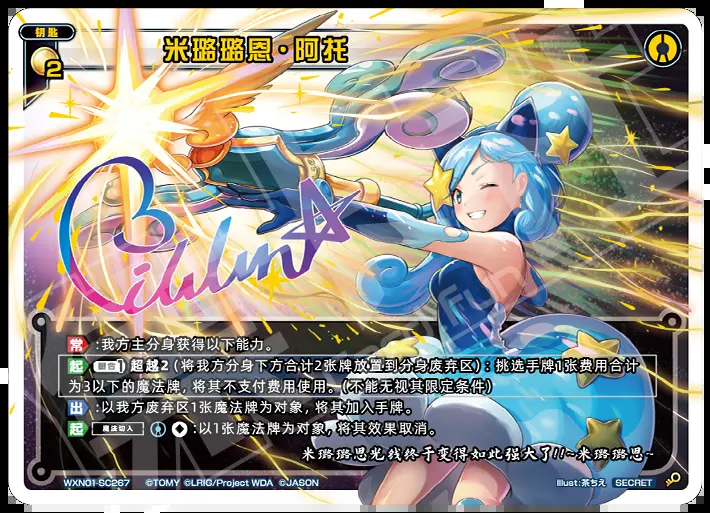 钥匙
2
米璐璐恩·阿托
常:我方主分身获得以下能力。
起 回合1 超越2 (将我方分身下方合计2张牌放置到分身废弃区):挑选手牌1张费用合计
为3以下的魔法牌,将其不支付费用使用。(不能无视其限定条件)
出:以我方废弃区1张魔法牌为对象,将其加入手牌。
起 魔法切入 :以1张魔法牌为对象,将其效果取消。
米璐璐恩光线终于变得如此强大了!!~米璐璐恩~
WXN01-SC267 ©TOMY ©LRIG/Project WDA ©JASON Illust:茶ちえ SECRET